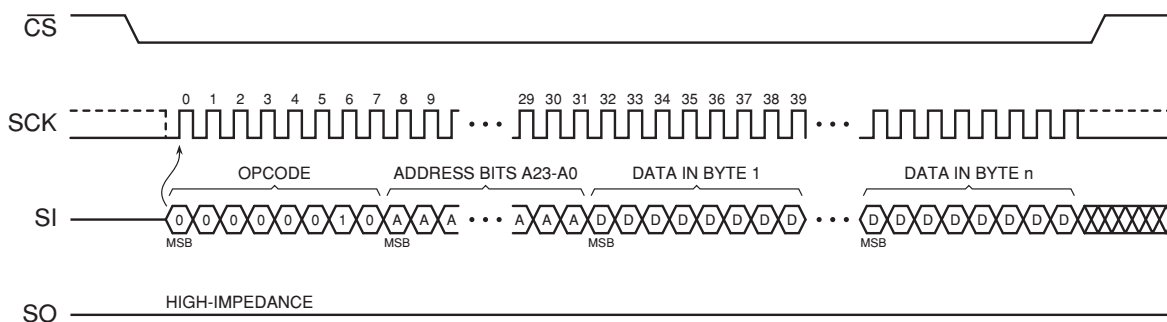 CS
0 1 2 3 4 5 6 7 8 9 29 30 31 32 33 34 35 36 37 38 39
SCK
OPCODE ADDRESS BITS A23-A0 DATA IN BYTE 1 DATA IN BYTE n
SI 0 0 0 0 0 0 1 0 A A A A A A D D D D D D D D D D D D D D D D
MSB MSB MSB MSB
HIGH-IMPEDANCE
SO